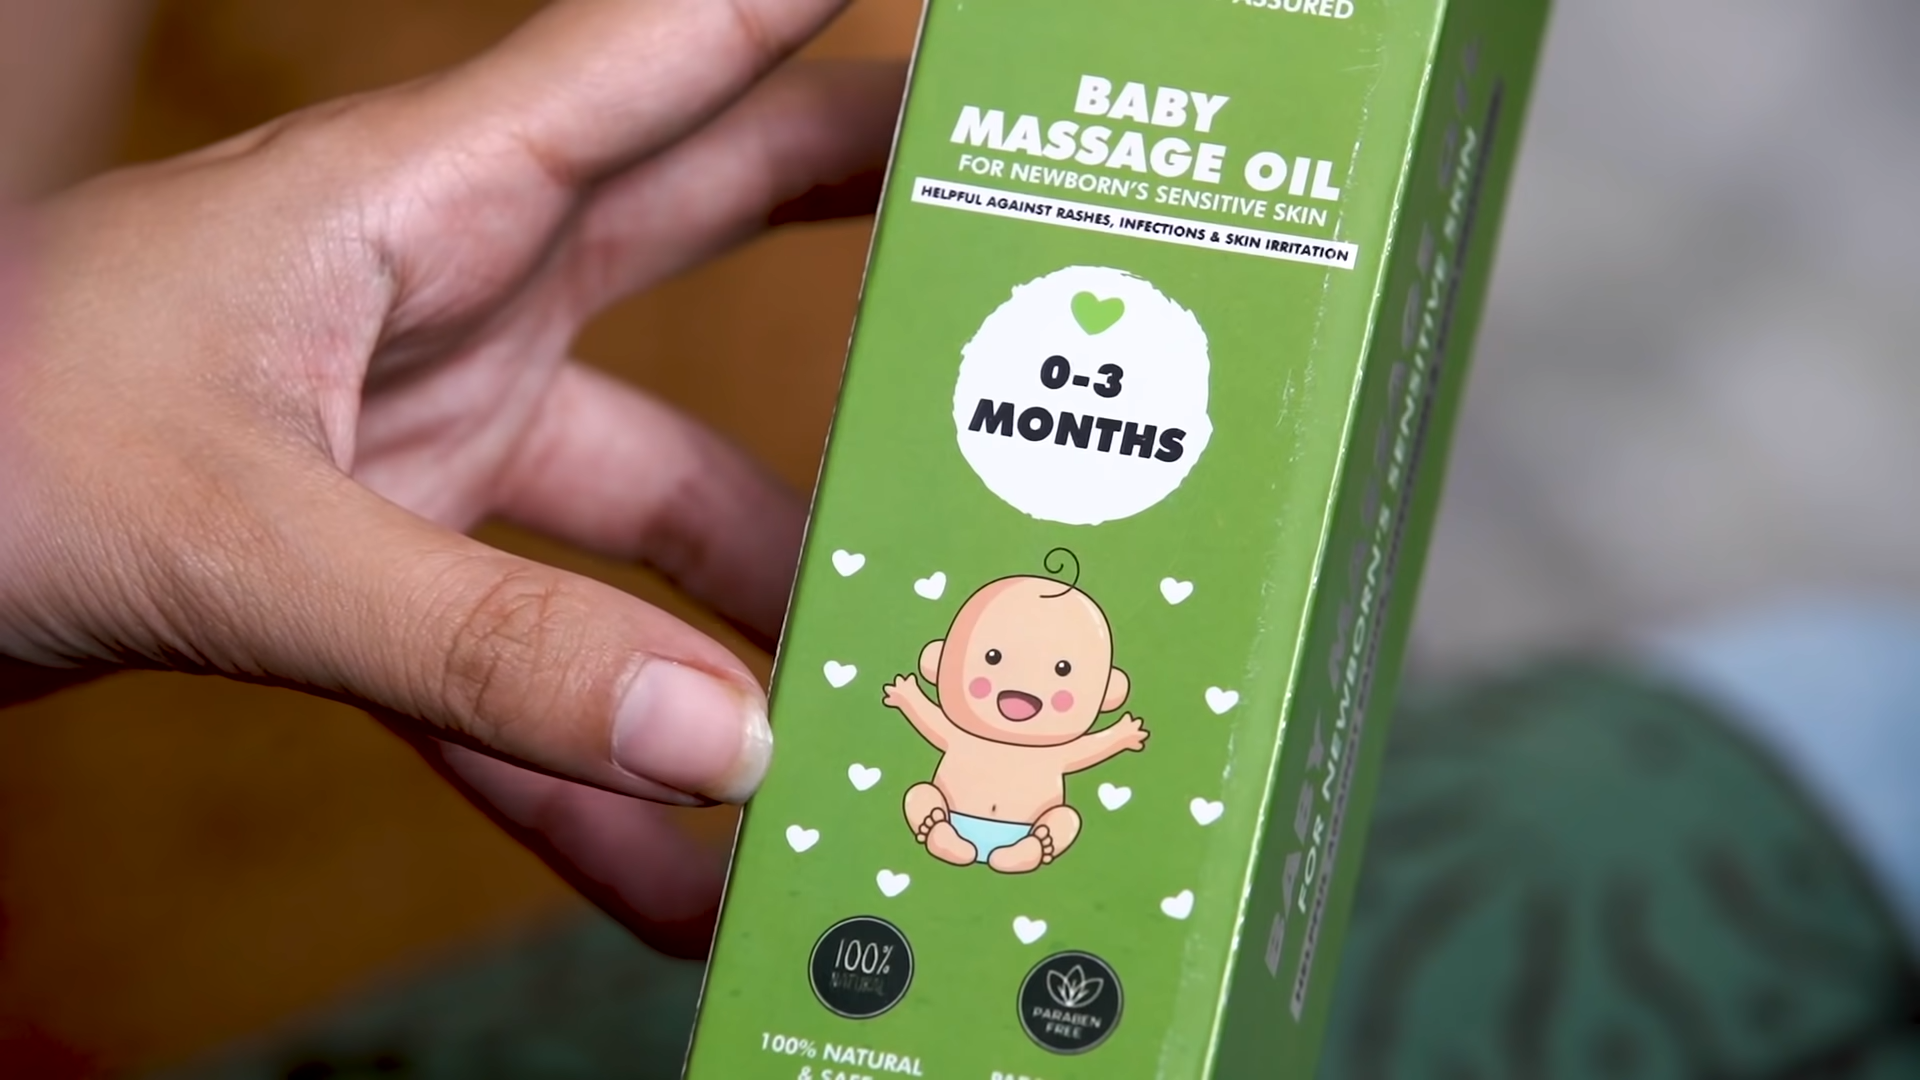 ASSURED
BABY
MASSAGE OIL
FOR NEWBORN'S SENSITIVE SKIN
HELPFUL AGAINST RASHES, INFECTIONS & SKIN IRRITATION
0-3
MONTHS
100%
NATURAL
PARABEN
FREE
100% NATURAL
& SAFE
BABY MASSAGE OIL
FOR NEWBORN'S SENSITIVE SKIN